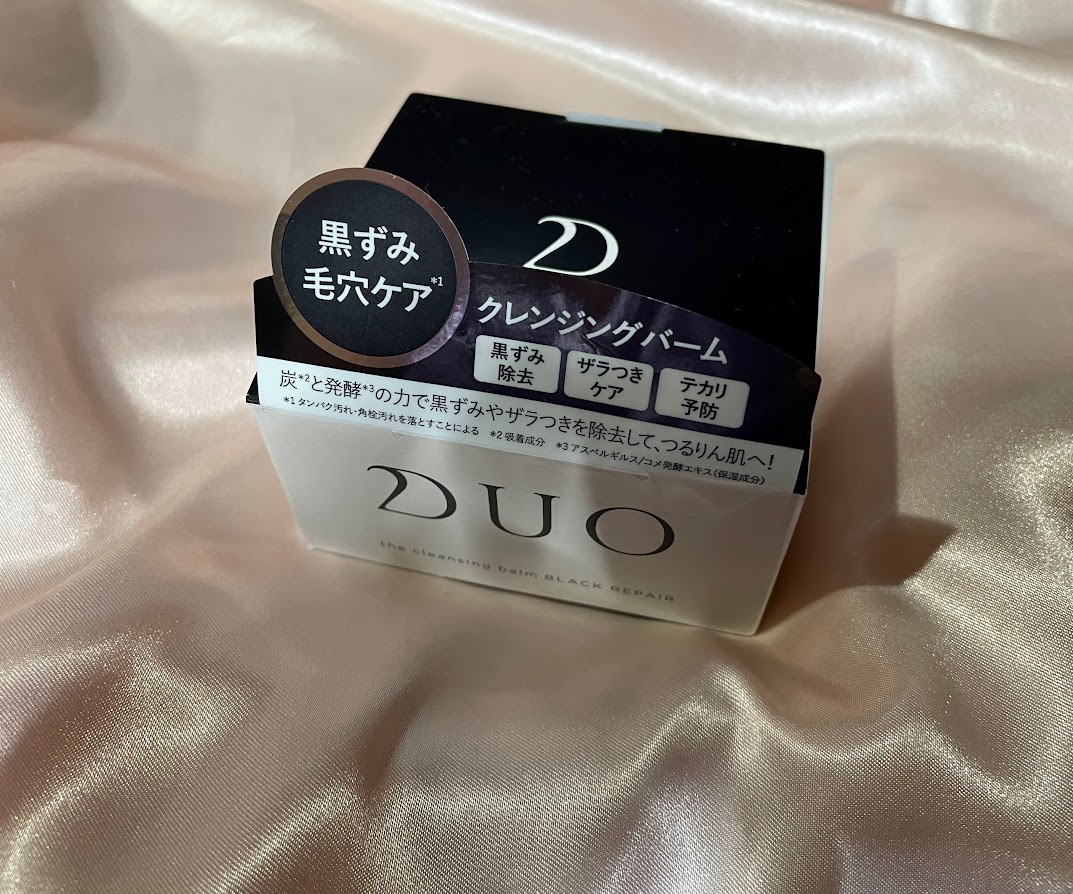 D
黒ずみ
毛穴ケア*1
クレンジングバーム
黒ずみ
除去
ザラつき
ケア
テカリ
予防
炭*2と発酵*3の力で黒ずみやザラつきを除去して、つるりん肌へ!
*1 タンパク汚れ・角栓汚れを落とすことによる *2 吸着成分 *3 アスペルギルス/コメ発酵エキス(保湿成分)
DUO
the cleansing balm BLACK REPAIR